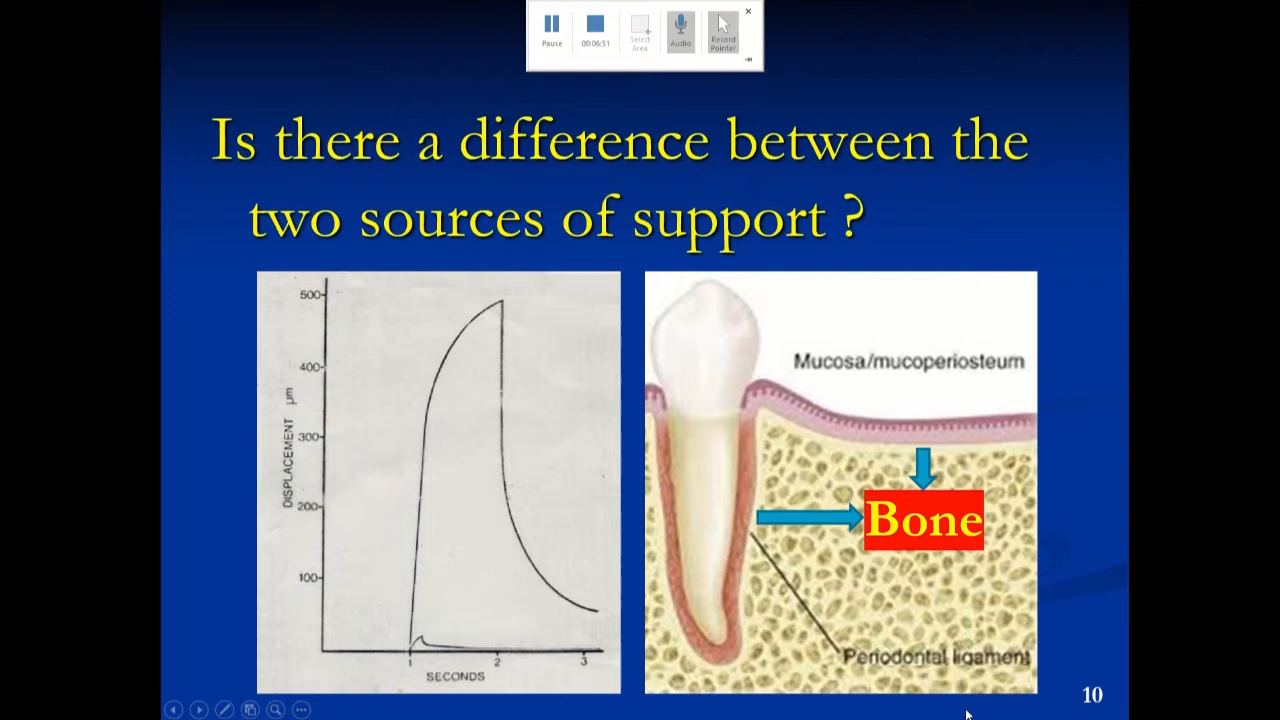 Pause
00:06:51
Select
Area
Audio
Record
Pointer
Is there a difference between the
two sources of support ?
500
400
300
200
100
DISPLACEMENT µm
1
2
3
SECONDS
Mucosa/mucoperiosteum
Bone
Periodontal ligament
10